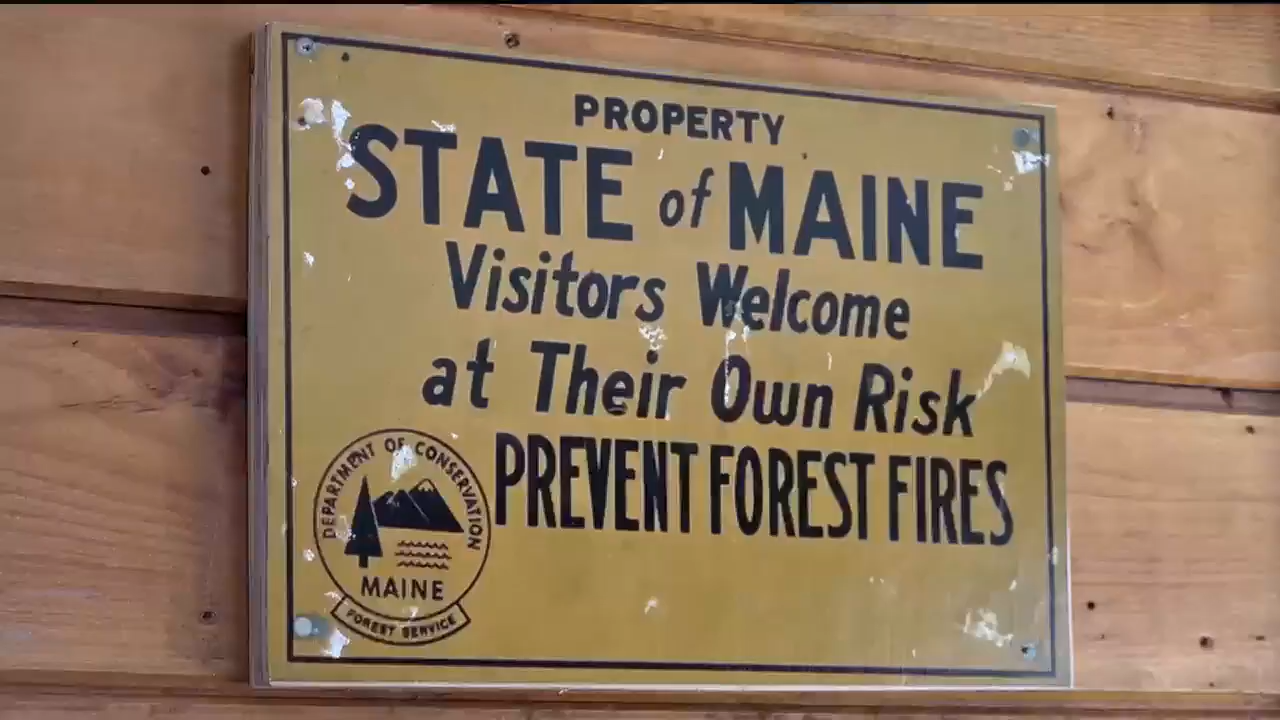 PROPERTY
STATE of MAINE
Visitors Welcome
at Their Own Risk
PREVENT FOREST FIRES
DEPARTMENT OF CONSERVATION
MAINE
FOREST SERVICE